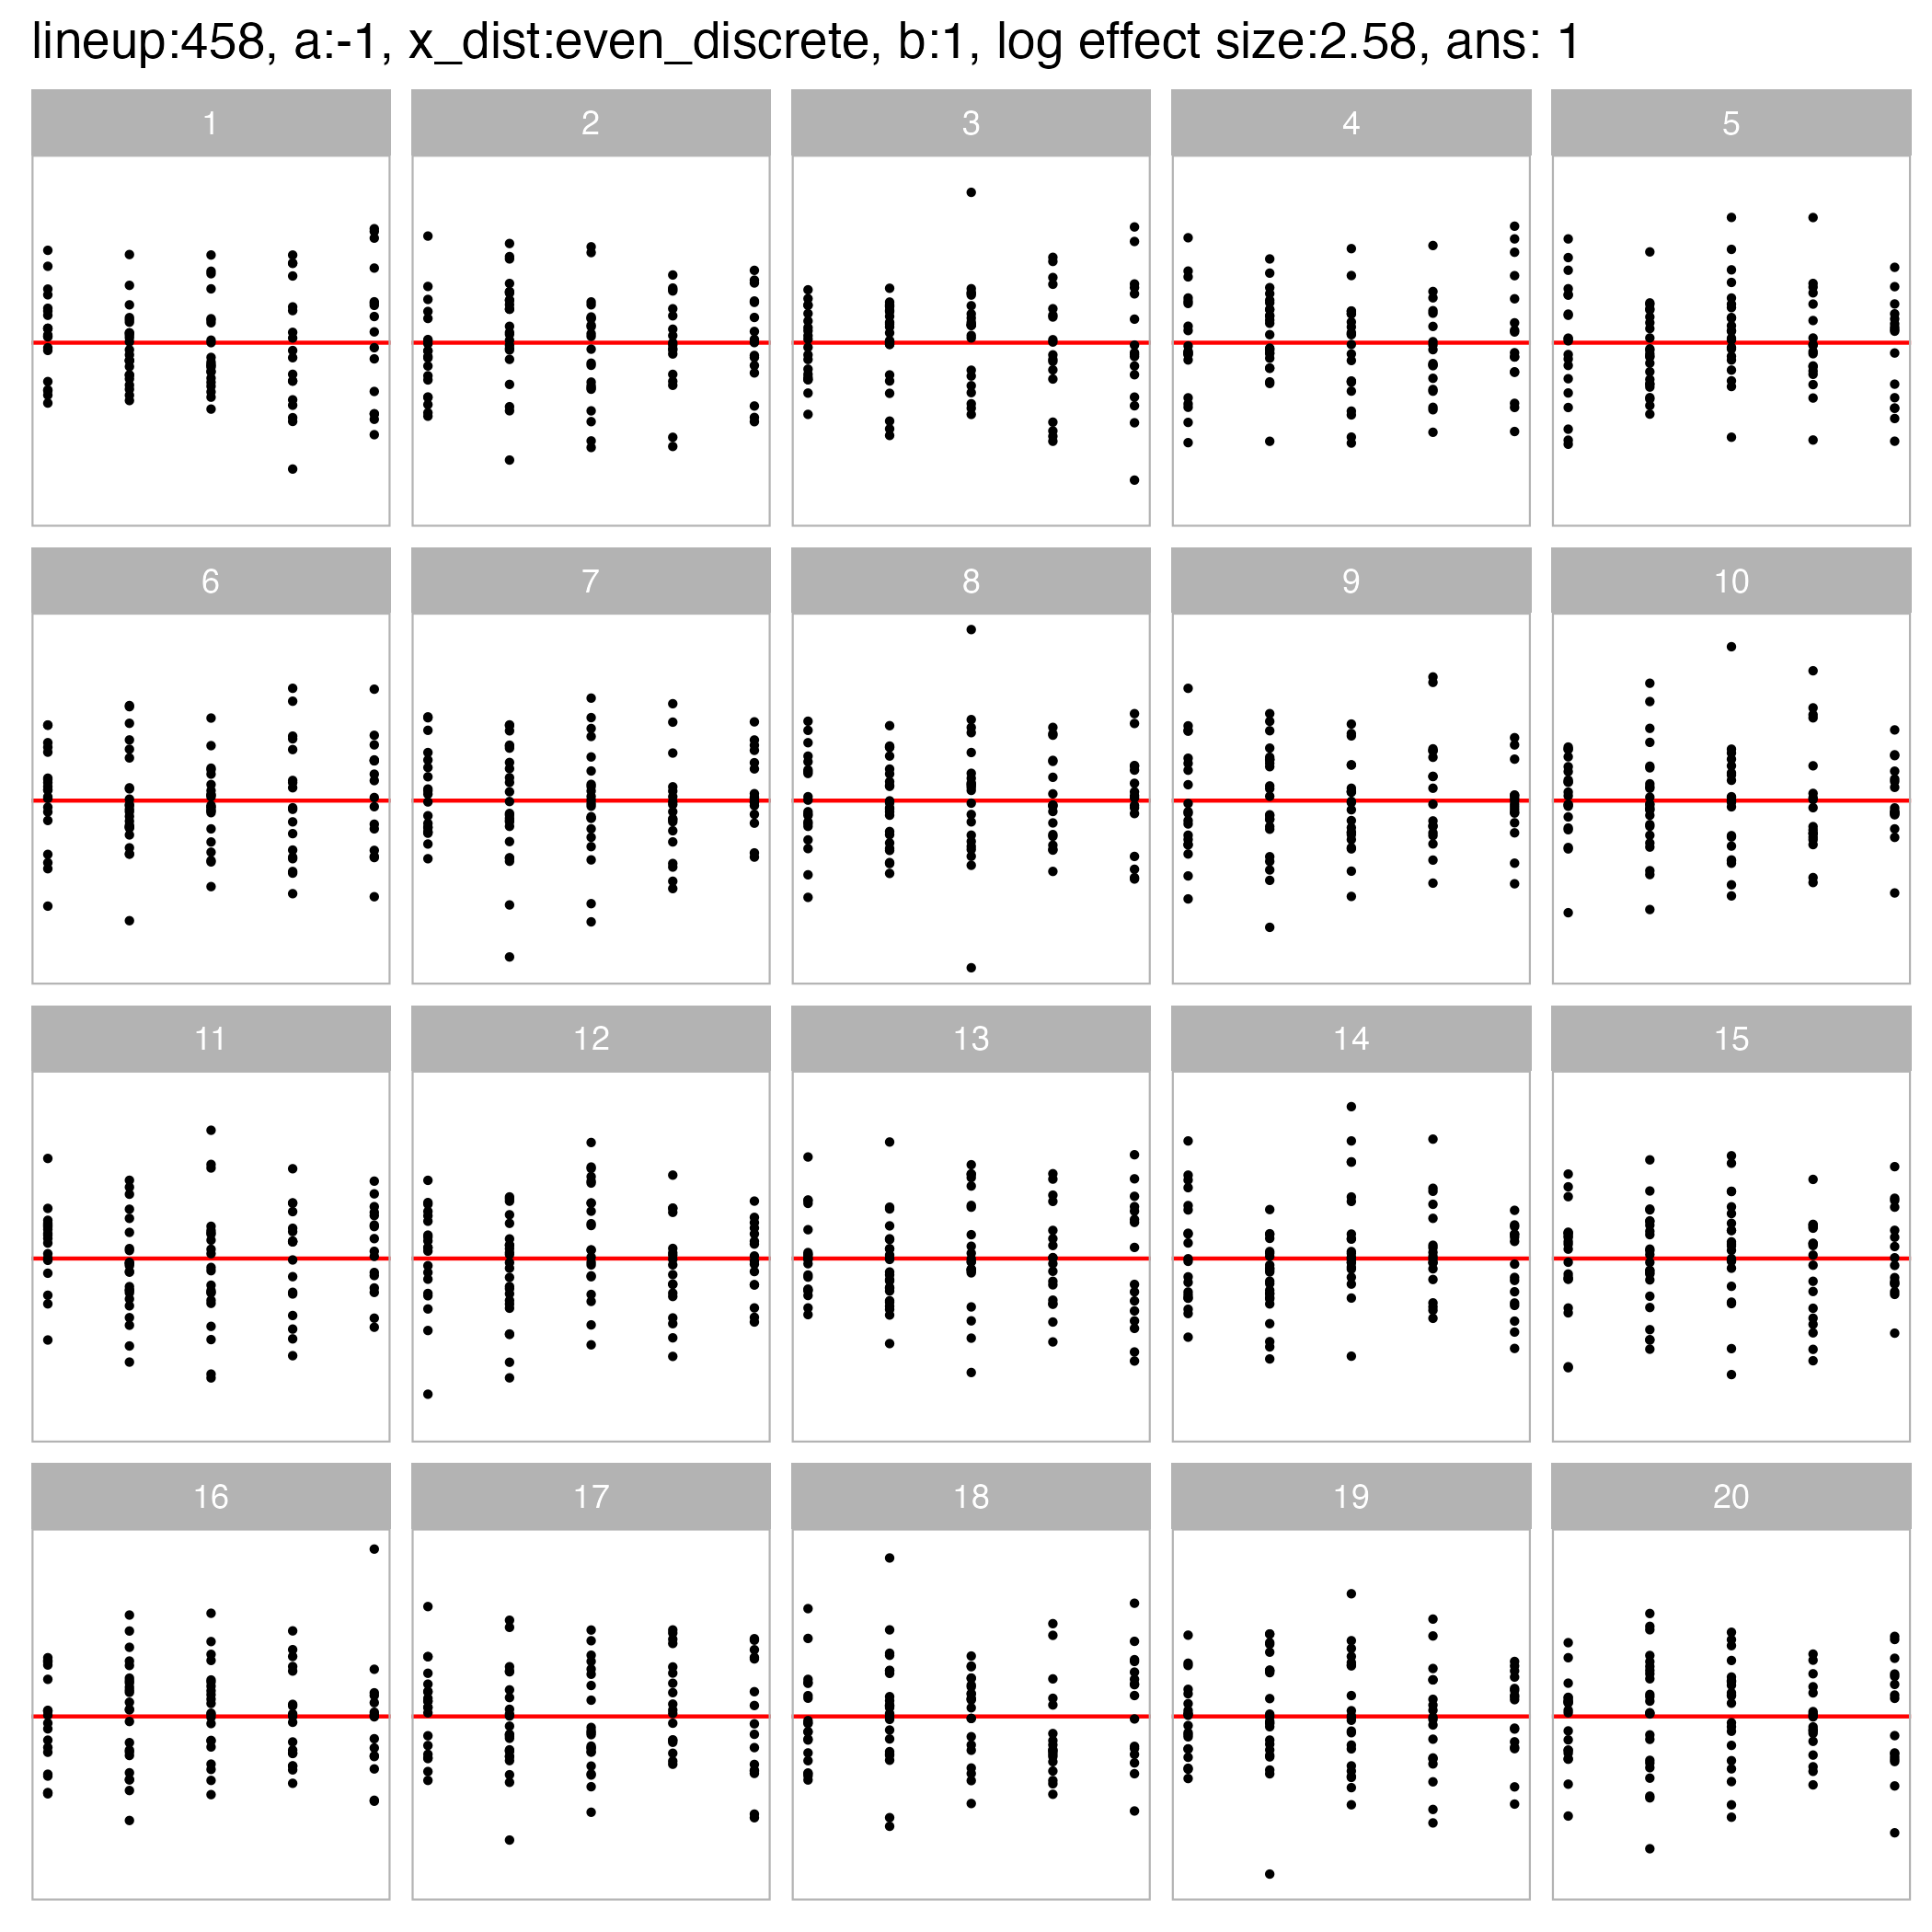 lineup:458, a:-1, x_dist:even_discrete, b:1, log effect size:2.58, ans: 1
1 2 3 4 5
6 7 8 9 10
11 12 13 14 15
16 17 18 19 20